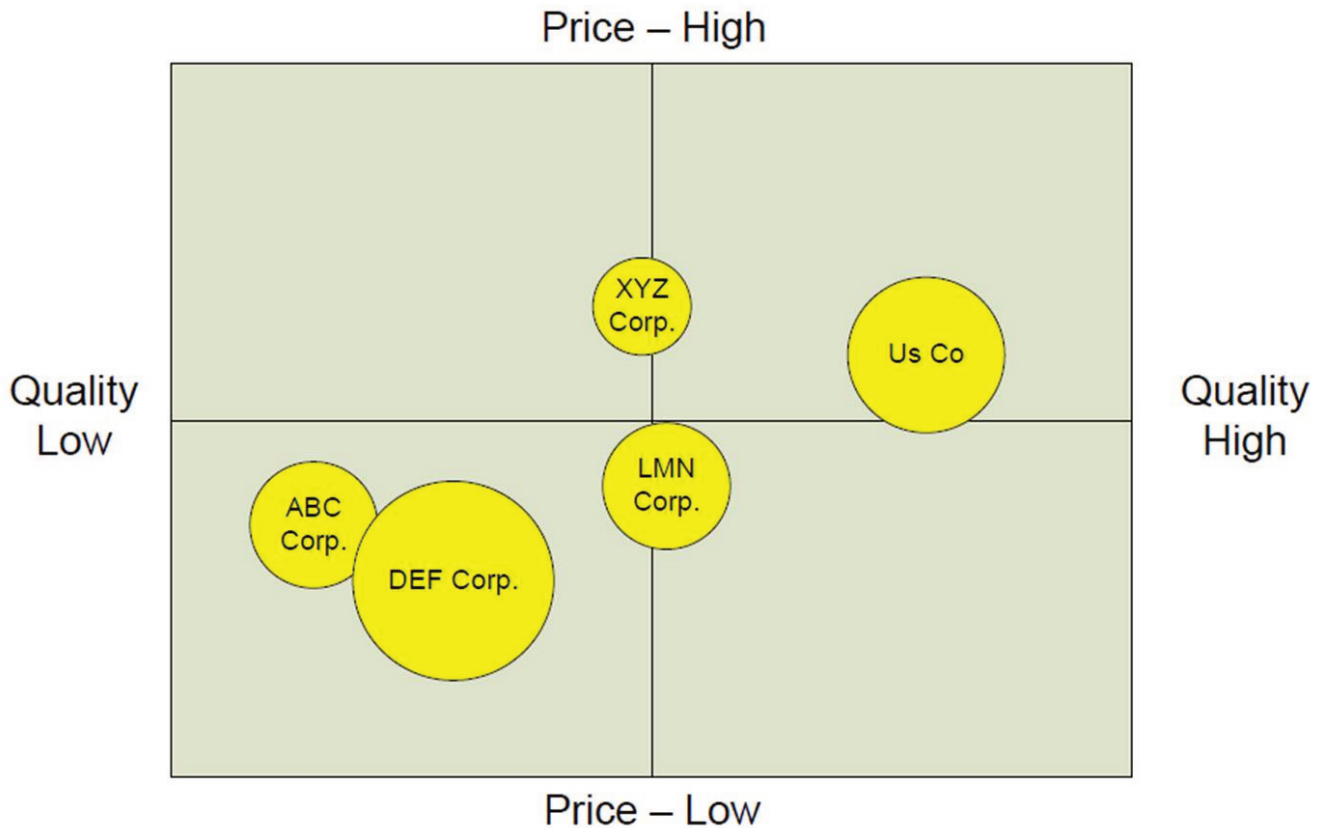 Price – High
XYZ
Corp.
Us Co
Quality
Low
Quality
High
LMN
Corp.
ABC
Corp.
DEF Corp.
Price – Low